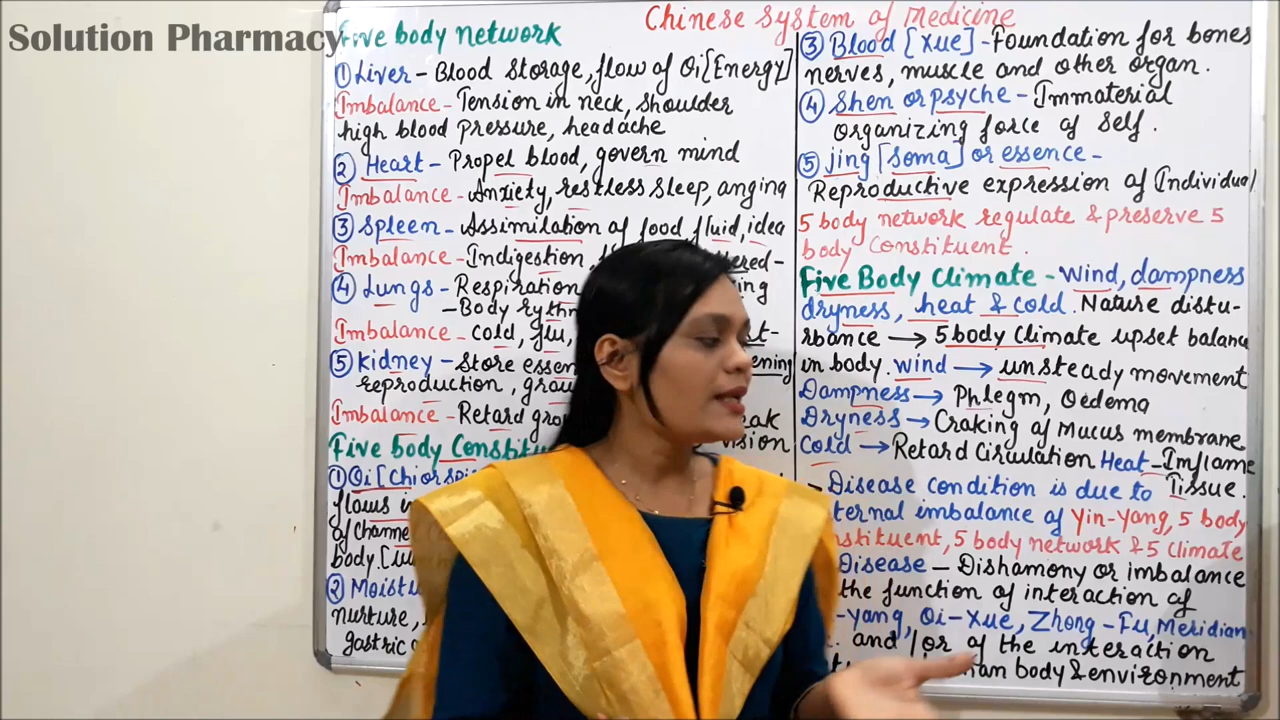 Solution Pharmacy
Chinese System of Medicine
Five body network
① Liver - Blood Storage, flow of Qi [Energy]
Imbalance - Tension in neck, shoulder
high blood pressure, headache
② Heart - Propel blood, govern mind
Imbalance - Anxiety, restless sleep, angina
③ Spleen - Assimilation of food, fluid, idea
Imbalance - Indigestion,
④ Lungs - Respiration
- Body rythm
Imbalance - cold, flu,
⑤ kidney - Store essen
reproduction, grow
Imbalance - Retard gro
vision
Five body Constitu
① Qi [Chi or Spi
flows in
of channel
body.
② Moistu
nurture,
gastric
③ Blood [Xue] - Foundation for bones
nerves, muscle and other organ.
④ Shen or psyche - Immaterial
organizing force of self.
⑤ jing [soma] or essence -
Reproductive expression of Individual
5 body network regulate & preserve 5
body Constituent.
Five Body Climate - Wind, dampness
dryness, heat & cold. Nature distu-
rbance → 5 body climate upset balance
in body. wind → unsteady movement
Dampness → Phlegm, Oedema
Dryness → Craking of Mucus membrane
Cold → Retard Circulation Heat - Imflame
Tissue.
- Disease condition is due to
ternal imbalance of Yin-Yang, 5 body
nstituent, 5 body network & 5 climate
Disease - Dishamony or imbalance
the function of interaction of
-yang, Qi-Xue, Zhong-Fu, Meridian
and/or of the interaction
man body & environment